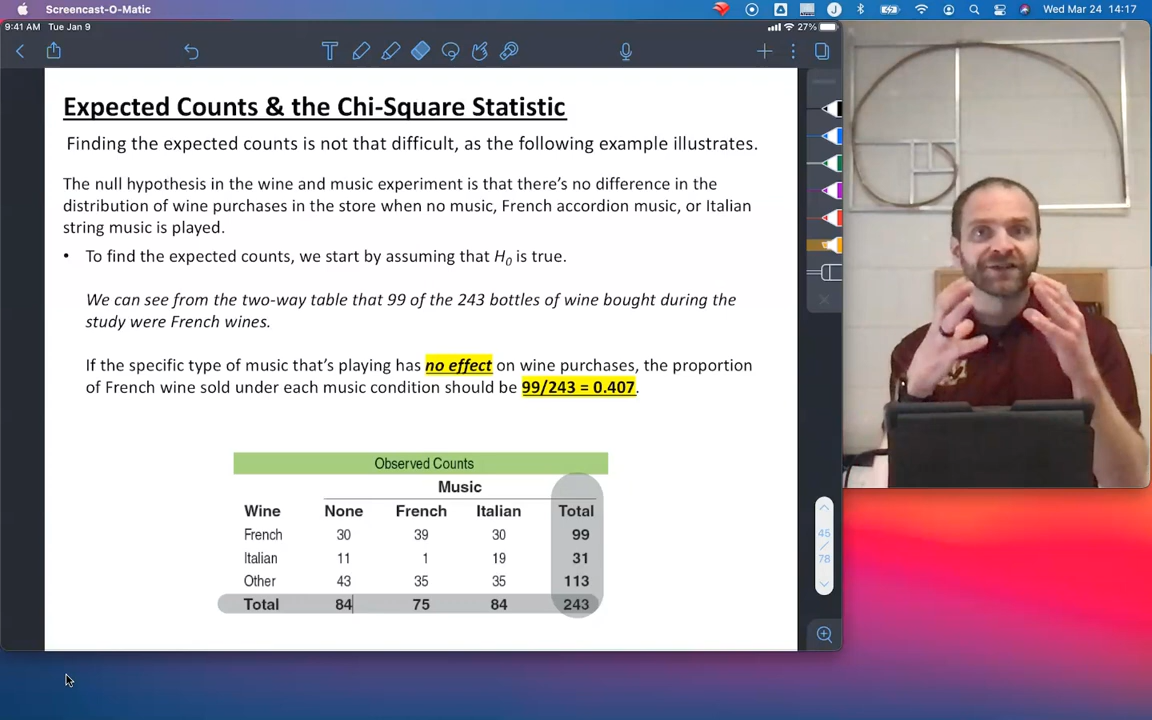 Screencast-O-Matic
Wed Mar 24 14:17
9:41 AM Tue Jan 9
27%
Expected Counts & the Chi-Square Statistic
Finding the expected counts is not that difficult, as the following example illustrates.
The null hypothesis in the wine and music experiment is that there's no difference in the
distribution of wine purchases in the store when no music, French accordion music, or Italian
string music is played.
• To find the expected counts, we start by assuming that H0 is true.
We can see from the two-way table that 99 of the 243 bottles of wine bought during the
study were French wines.
If the specific type of music that's playing has no effect on wine purchases, the proportion
of French wine sold under each music condition should be 99/243 = 0.407.
Observed Counts
Music
Wine None French Italian Total
French 30 39 30 99
Italian 11 1 19 31
Other 43 35 35 113
Total 84 75 84 243
45
/
78